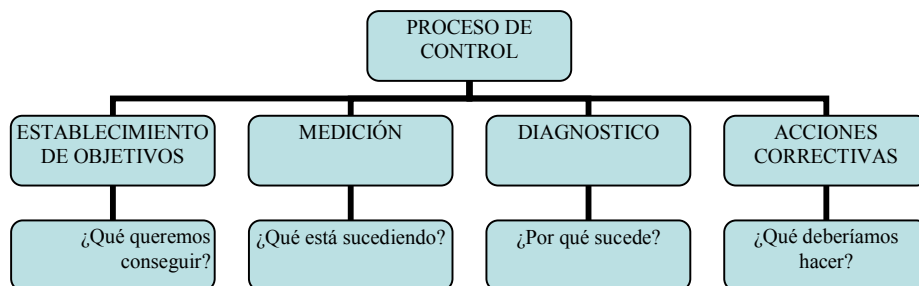 PROCESO DE
CONTROL
ESTABLECIMIENTO
DE OBJETIVOS
MEDICIÓN
DIAGNOSTICO
ACCIONES
CORRECTIVAS
¿Qué queremos
conseguir?
¿Qué está sucediendo?
¿Por qué sucede?
¿Qué deberíamos
hacer?